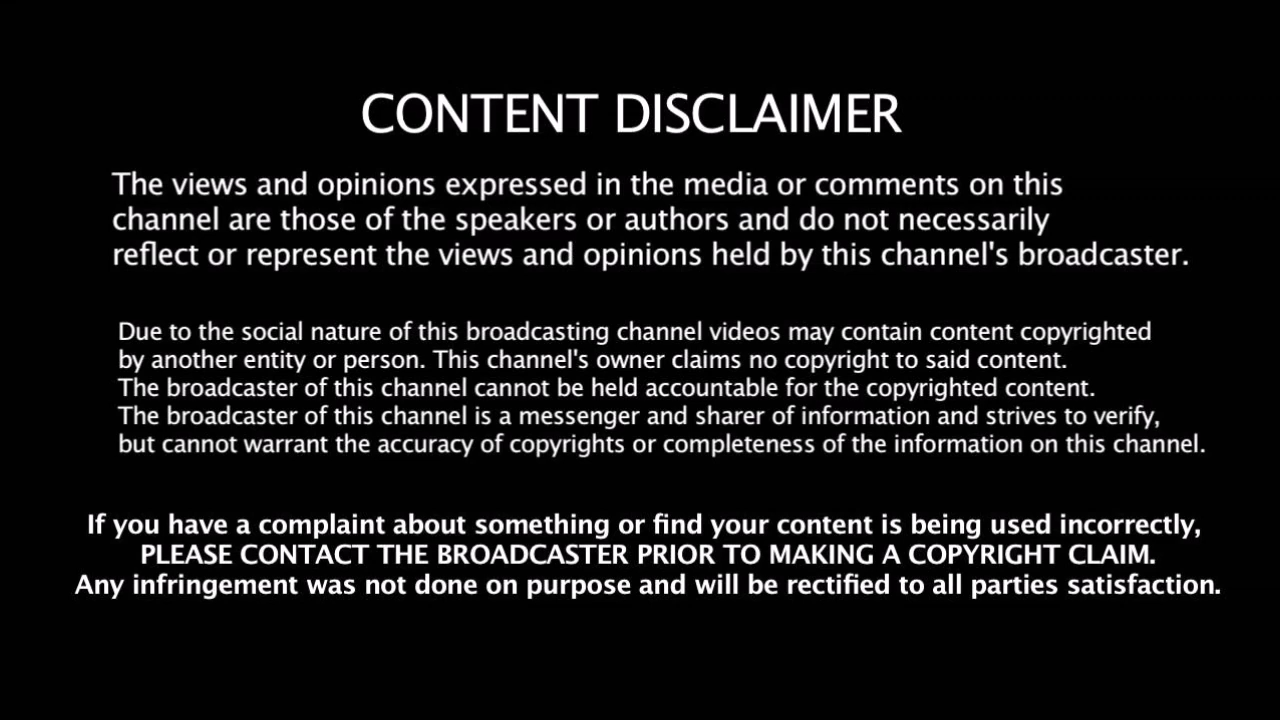 CONTENT DISCLAIMER
The views and opinions expressed in the media or comments on this
channel are those of the speakers or authors and do not necessarily
reflect or represent the views and opinions held by this channel's broadcaster.
Due to the social nature of this broadcasting channel videos may contain content copyrighted
by another entity or person. This channel's owner claims no copyright to said content.
The broadcaster of this channel cannot be held accountable for the copyrighted content.
The broadcaster of this channel is a messenger and sharer of information and strives to verify,
but cannot warrant the accuracy of copyrights or completeness of the information on this channel.
If you have a complaint about something or find your content is being used incorrectly,
PLEASE CONTACT THE BROADCASTER PRIOR TO MAKING A COPYRIGHT CLAIM.
Any infringement was not done on purpose and will be rectified to all parties satisfaction.